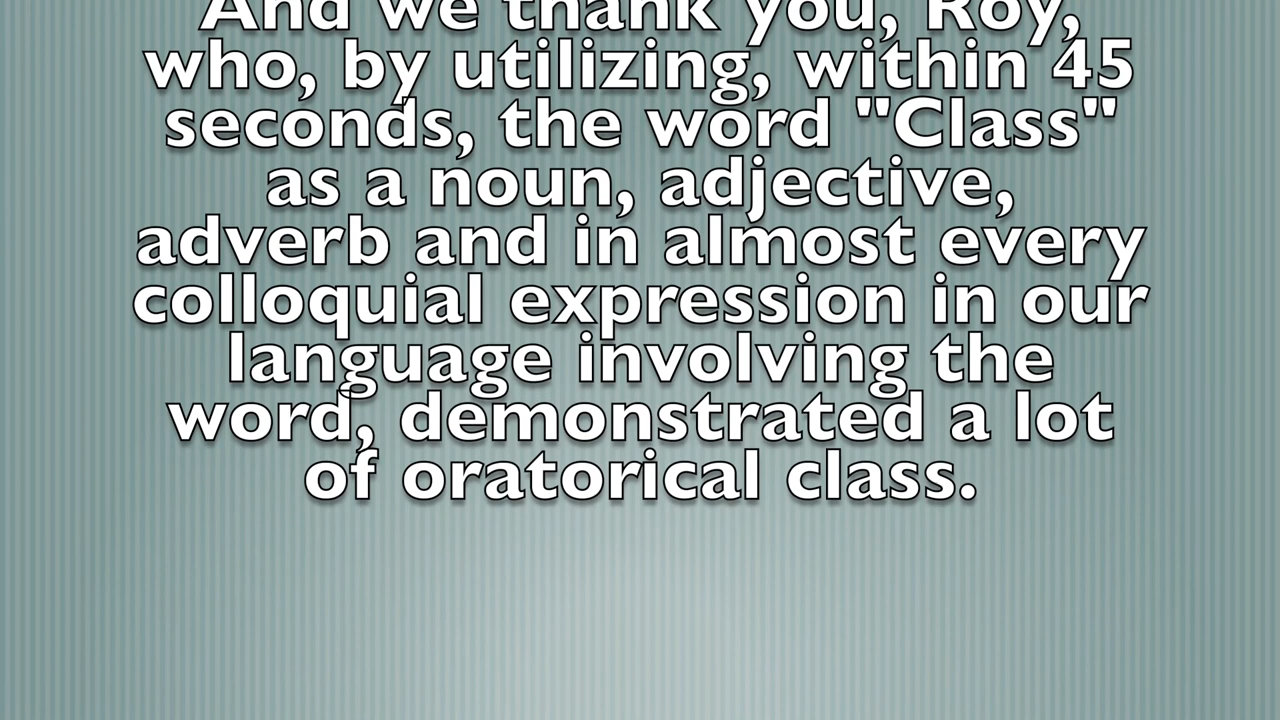 And we thank you, Roy,
who, by utilizing, within 45
seconds, the word "Class"
as a noun, adjective,
adverb and in almost every
colloquial expression in our
language involving the
word, demonstrated a lot
of oratorical class.